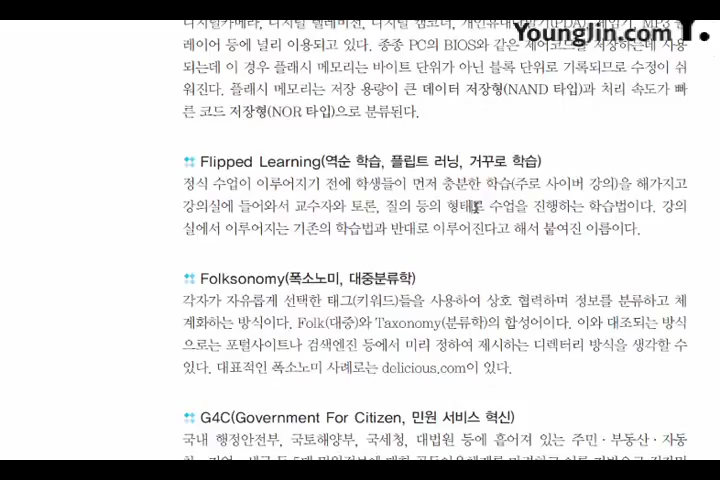 YoungJin.com Y.
디지털카메라, 디지털 텔레비전, 디지털 캠코더, 개인휴대
레이어 등에 널리 이용되고 있다. 종종 PC의 BIOS와 같은 제어코드를 저장하는데 사용
되는데 이 경우 플래시 메모리는 바이트 단위가 아닌 블록 단위로 기록되므로 수정이 쉬
워진다. 플래시 메모리는 저장 용량이 큰 데이터 저장형(NAND 타입)과 처리 속도가 빠
른 코드 저장형(NOR 타입)으로 분류된다.
Flipped Learning(역순 학습, 플립트 러닝, 거꾸로 학습)
정식 수업이 이루어지기 전에 학생들이 먼저 충분한 학습(주로 사이버 강의)을 해가지고
강의실에 들어와서 교수자와 토론, 질의 등의 형태로 수업을 진행하는 학습법이다. 강의
실에서 이루어지는 기존의 학습법과 반대로 이루어진다고 해서 붙여진 이름이다.
Folksonomy(폭소노미, 대중분류학)
각자가 자유롭게 선택한 태그(키워드)들을 사용하여 상호 협력하며 정보를 분류하고 체
계화하는 방식이다. Folk(대중)와 Taxonomy(분류학)의 합성어이다. 이와 대조되는 방식
으로는 포털사이트나 검색엔진 등에서 미리 정하여 제시하는 디렉터리 방식을 생각할 수
있다. 대표적인 폭소노미 사례로는 delicious.com이 있다.
G4C(Government For Citizen, 민원 서비스 혁신)
국내 행정안전부, 국토해양부, 국세청, 대법원 등에 흩어져 있는 주민·부동산·자동